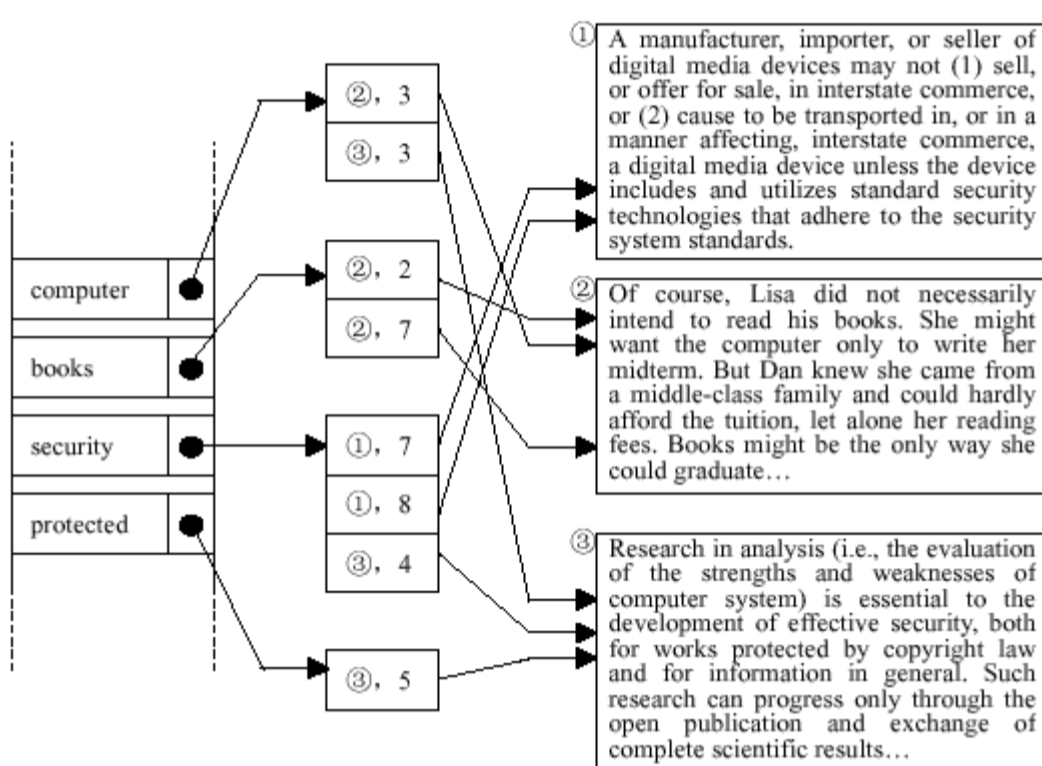 computer
books
security
protected
②, 3
③, 3
②, 2
②, 7
①, 7
①, 8
③, 4
③, 5
①
A manufacturer, importer, or seller of
digital media devices may not (1) sell,
or offer for sale, in interstate commerce,
or (2) cause to be transported in, or in a
manner affecting, interstate commerce,
a digital media device unless the device
includes and utilizes standard security
technologies that adhere to the security
system standards.
②
Of course, Lisa did not necessarily
intend to read his books. She might
want the computer only to write her
midterm. But Dan knew she came from
a middle-class family and could hardly
afford the tuition, let alone her reading
fees. Books might be the only way she
could graduate…
③
Research in analysis (i.e., the evaluation
of the strengths and weaknesses of
computer system) is essential to the
development of effective security, both
for works protected by copyright law
and for information in general. Such
research can progress only through the
open publication and exchange of
complete scientific results…